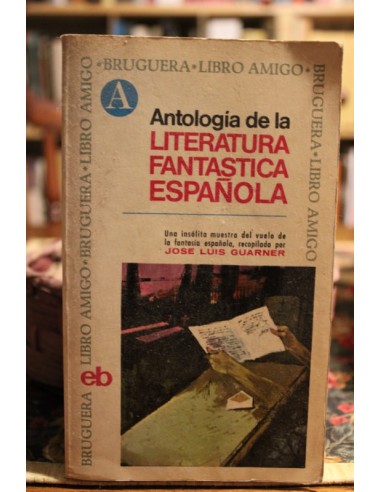 BRUGUERA • LIBRO AMIGO • BRUGUERA • LIBRO AMIGO • BRUGUERA • LIBRO AMIGO
BRUGUERA • LIBRO AMIGO
A
Antología de la
LITERATURA
FANTASTICA
ESPAÑOLA
Una insólita muestra del vuelo de
la fantasía española, recopilada por
JOSE LUIS GUARNER
eb